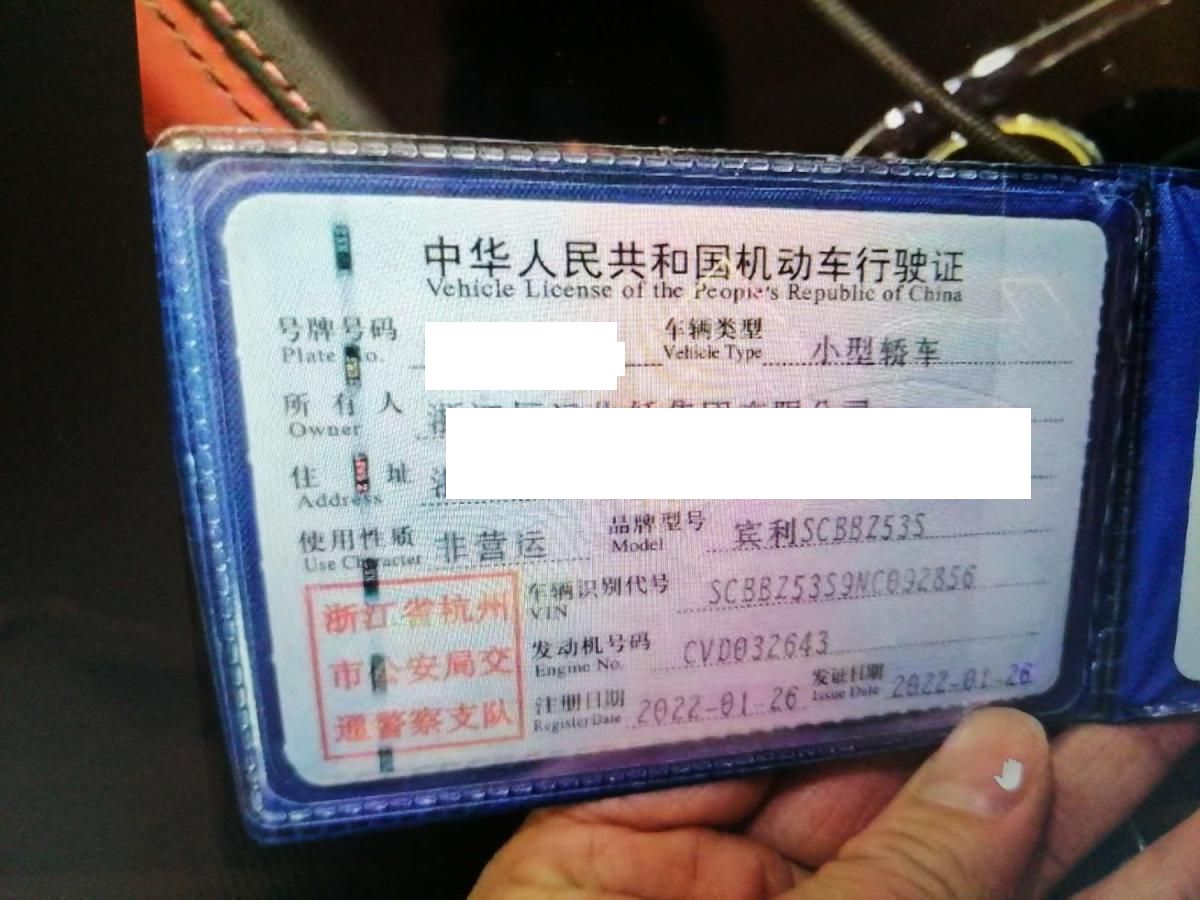 中华人民共和国机动车行驶证
Vehicle License of the People's Republic of China
号牌号码
Plate No.
车辆类型 小型轿车
Vehicle Type
所有人
Owner
住址
Address
使用性质 非营运
Use Character
品牌型号 宾利SCBBZ53S
Model
车辆识别代号 SCBBZ53S9NC092856
VIN
发动机号码 CVD032643
Engine No.
注册日期 2022-01-26
Register Date
发证日期 2022-01-26
Issue Date
浙江省杭州
市公安局交
通警察支队